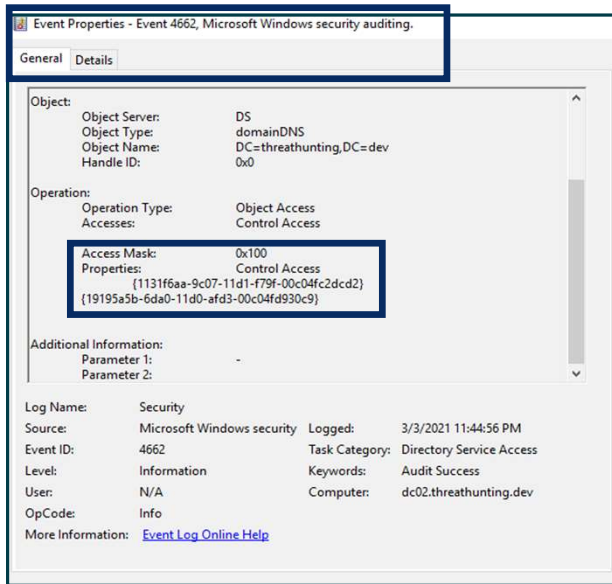 Event Properties - Event 4662, Microsoft Windows security auditing.
General Details
Object:
Object Server: DS
Object Type: domainDNS
Object Name: DC=threathunting,DC=dev
Handle ID: 0x0
Operation:
Operation Type: Object Access
Accesses: Control Access
Access Mask: 0x100
Properties: Control Access
{1131f6aa-9c07-11d1-f79f-00c04fc2dcd2}
{19195a5b-6da0-11d0-afd3-00c04fd930c9}
Additional Information:
Parameter 1: -
Parameter 2:
Log Name: Security
Source: Microsoft Windows security Logged: 3/3/2021 11:44:56 PM
Event ID: 4662 Task Category: Directory Service Access
Level: Information Keywords: Audit Success
User: N/A Computer: dc02.threathunting.dev
OpCode: Info
More Information: Event Log Online Help